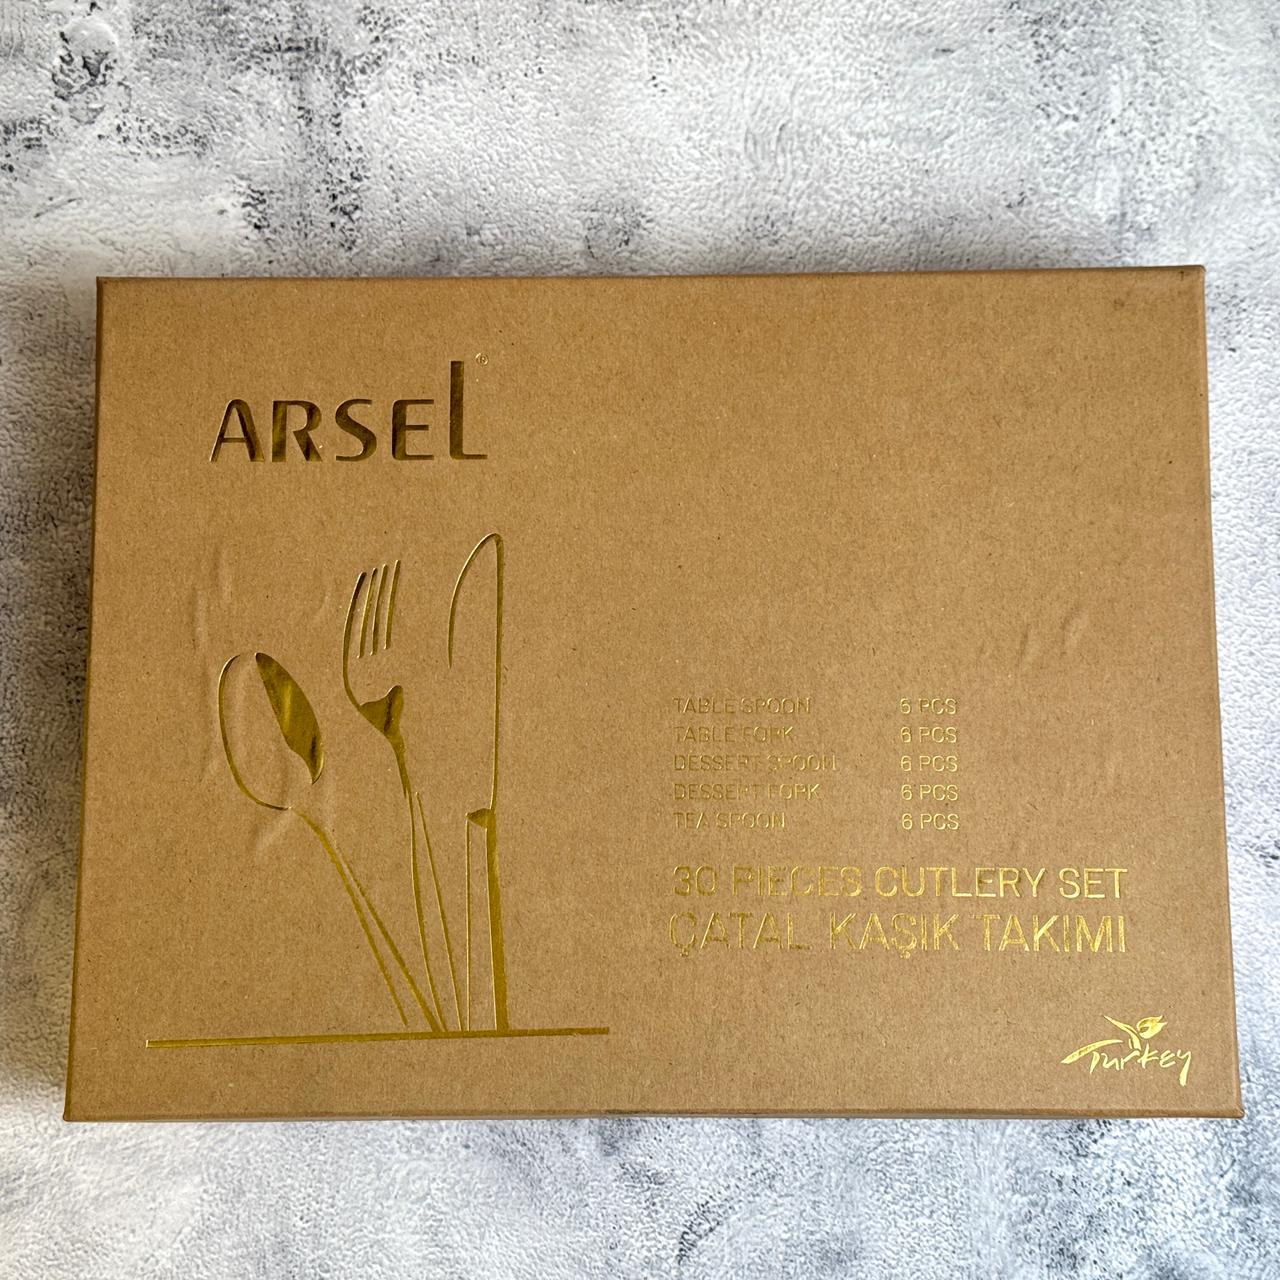 ARSEL®
TABLE SPOON 6 PCS
TABLE FORK 6 PCS
DESSERT SPOON 6 PCS
DESSERT FORK 6 PCS
TEA SPOON 6 PCS
30 PIECES CUTLERY SET
ÇATAL KAŞIK TAKIMI
Turkey